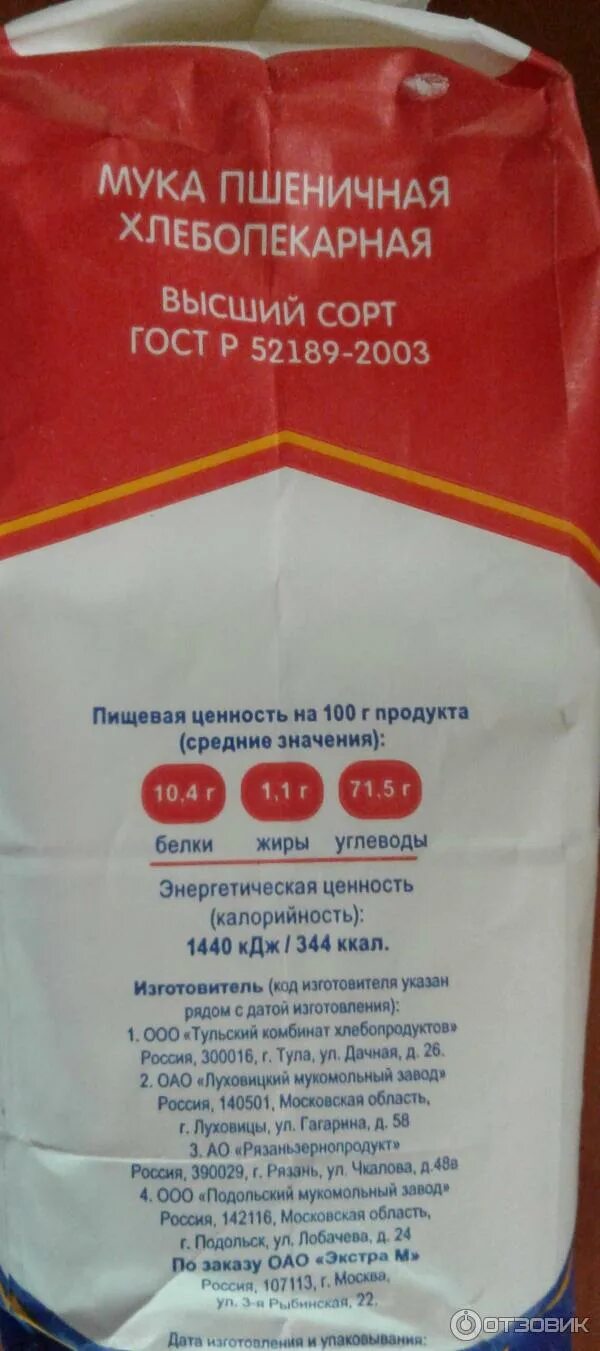 МУКА ПШЕНИЧНАЯ
ХЛЕБОПЕКАРНАЯ
ВЫСШИЙ СОРТ
ГОСТ Р 52189-2003
Пищевая ценность на 100 г продукта
(средние значения):
10,4 г 1,1 г 71,5 г
белки жиры углеводы
Энергетическая ценность
(калорийность):
1440 кДж / 344 ккал.
Изготовитель (код изготовителя указан
рядом с датой изготовления):
1. ООО «Тульский комбинат хлебопродуктов»
Россия, 300016, г. Тула, ул. Дачная, д. 26.
2. ОАО «Луховицкий мукомольный завод»
Россия, 140501, Московская область,
г. Луховицы, ул. Гагарина, д. 58
3. АО «Рязаньзернопродукт»
Россия, 390029, г. Рязань, ул. Чкалова, д.48в
4. ООО «Подольский мукомольный завод»
Россия, 142116, Московская область,
г. Подольск, ул. Лобачева, д. 24
По заказу ОАО «Экстра М»
Россия, 107113, г. Москва,
ул. 3-я Рыбинская, 22.
Дата изготовления и упаковывания:
ОТЗОВИК